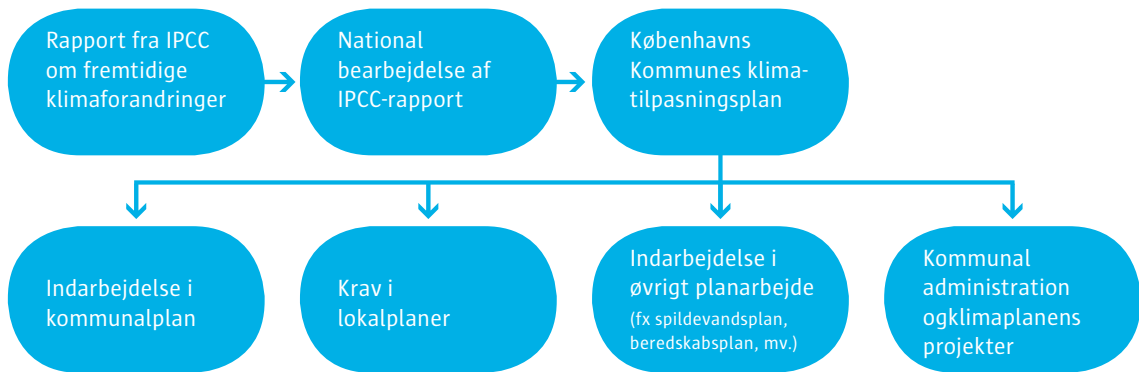 Rapport fra IPCC
om fremtidige
klimaforandringer
National
bearbejdelse af
IPCC-rapport
Københavns
Kommunes klima-
tilpasningsplan
Indarbejdelse i
kommunalplan
Krav i
lokalplaner
Indarbejdelse i
øvrigt planarbejde
(fx spildevandsplan,
beredskabsplan, mv.)
Kommunal
administration
ogklimaplanens
projekter